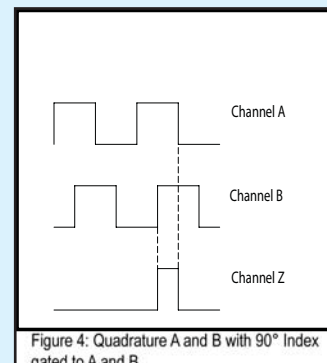 Channel A
Channel B
Channel Z
Figure 4: Quadrature A and B with 90° Index
gated to A and B